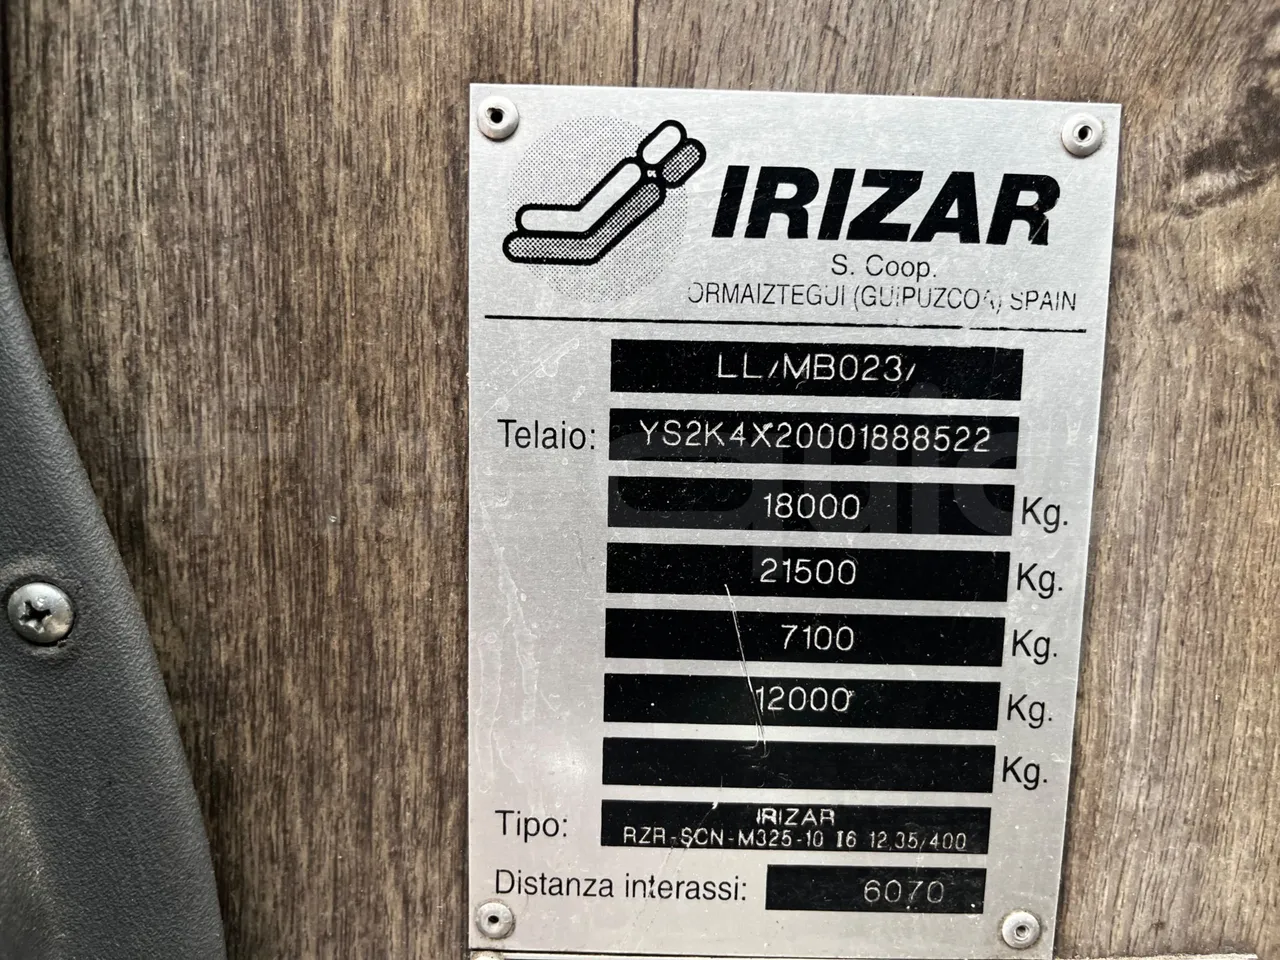 IRIZAR
S. Coop.
ORMAIZTEGUI (GUIPUZCOA) SPAIN
LL/MB023/
Telaio: YS2K4X20001888522
18000 Kg.
21500 Kg.
7100 Kg.
12000 Kg.
Kg.
Tipo: IRIZAR
RZR-SCN-M325-10 I6 12,35/400
Distanza interassi: 6070